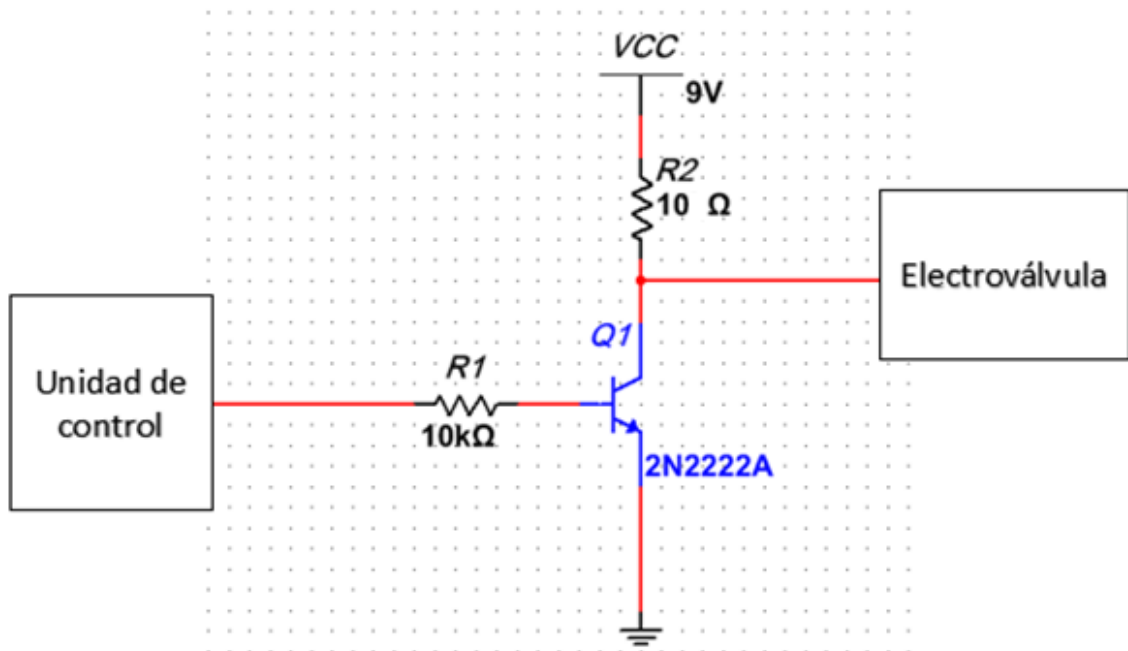 VCC
9V
R2
10 Ω
Electroválvula
Q1
Unidad de
control
R1
10kΩ
2N2222A